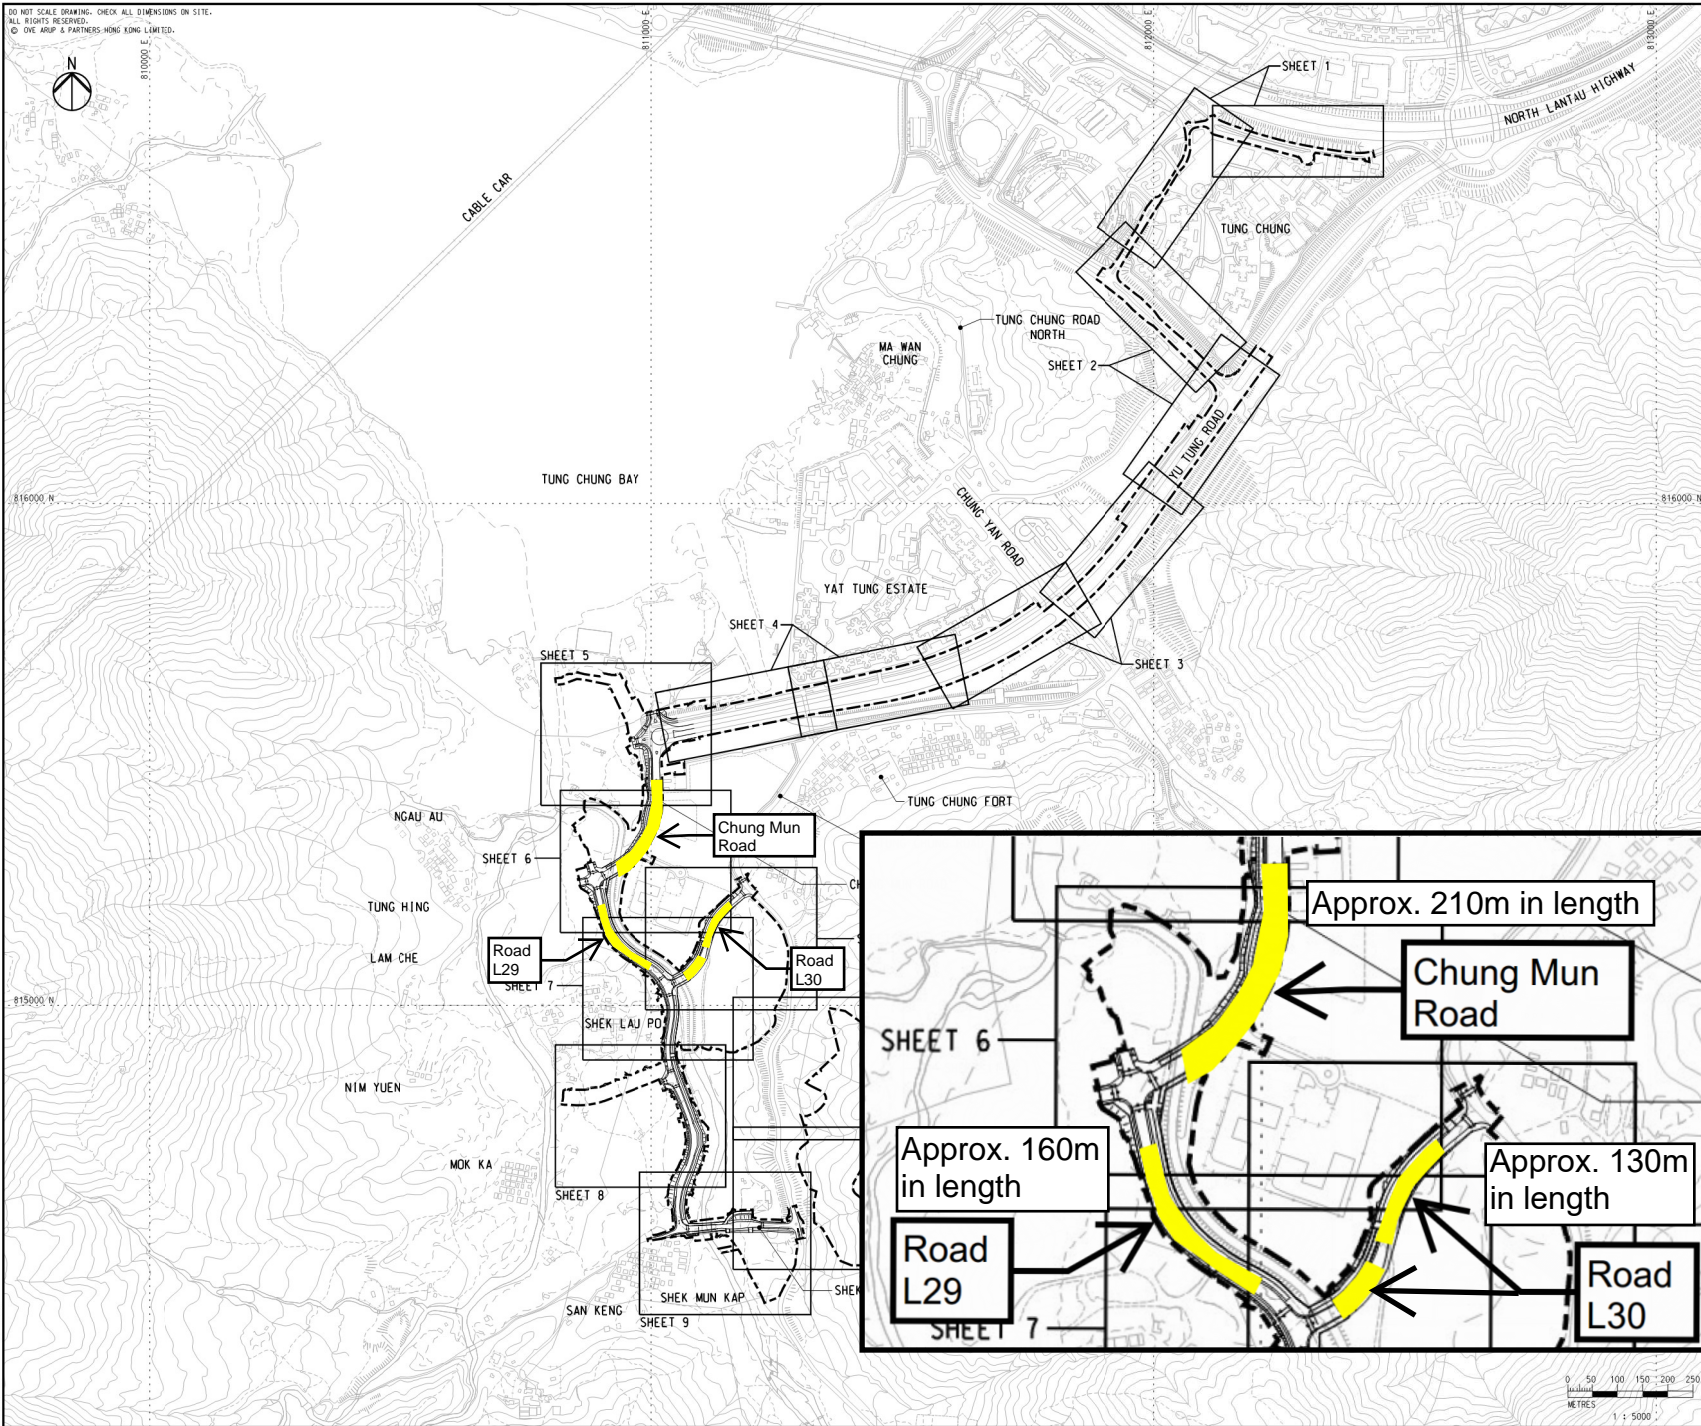 DO NOT SCALE DRAWING. CHECK ALL DIMENSIONS ON SITE.
ALL RIGHTS RESERVED.
© OVE ARUP & PARTNERS HONG KONG LIMITED.
N
810000 E
811000 E
812000 E
813000 E
SHEET 1
NORTH LANTAU HIGHWAY
CABLE CAR
TUNG CHUNG
TUNG CHUNG ROAD
NORTH
MA WAN
CHUNG
SHEET 2
YU TUNG ROAD
TUNG CHUNG BAY
816000 N
816000 N
CHUNG YAN ROAD
YAT TUNG ESTATE
SHEET 4
SHEET 5
SHEET 3
TUNG CHUNG FORT
NGAU AU
Chung Mun
Road
SHEET 6
CH
TUNG HING
Road
L29
LAM CHE
Road
L30
SHEET 7
815000 N
SHEK LAU PO
NIM YUEN
MOK KA
SHEET 8
SHEK
SHEK MUN KAP
SAN KENG
SHEET 9
Approx. 210m in length
Chung Mun
Road
SHEET 6
Approx. 160m
in length
Approx. 130m
in length
Road
L29
Road
L30
SHEET 7
0 50 100 150 200 250
METRES
1 : 5000